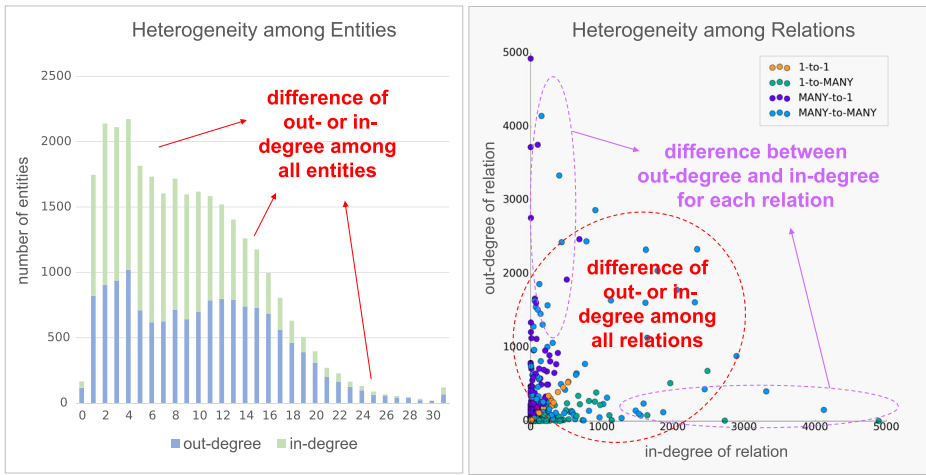 Heterogeneity among Entities
2500
2000
1500
1000
500
0
number of entities
difference of
out- or in-
degree among
all entities
0 2 4 6 8 10 12 14 16 18 20 22 24 26 28 30 31
out-degree in-degree
Heterogeneity among Relations
5000
4000
3000
2000
1000
0
out-degree of relation
1-to-1
1-to-MANY
MANY-to-1
MANY-to-MANY
difference between
out-degree and in-degree
for each relation
difference of
out- or in-
degree among
all relations
0 1000 2000 3000 4000 5000
in-degree of relation